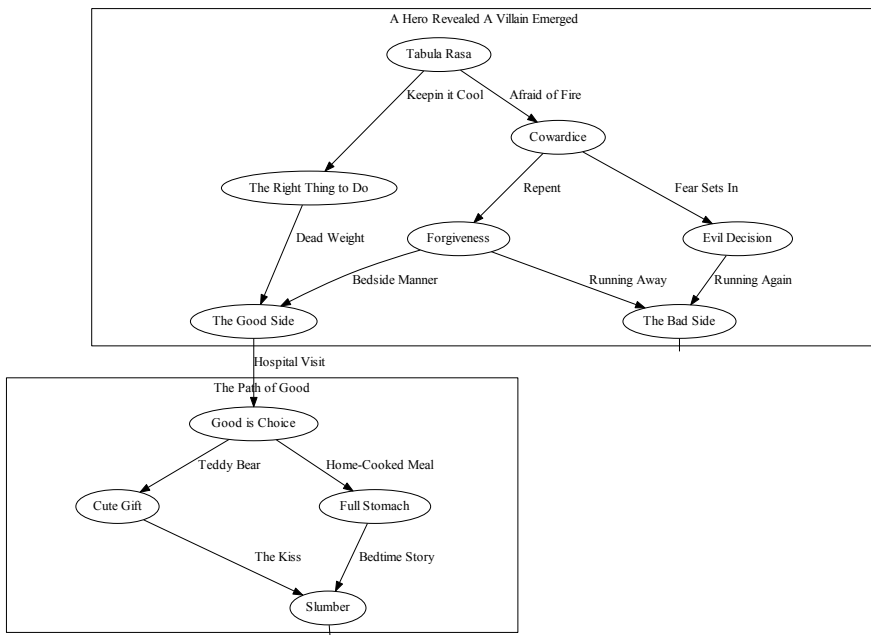 A Hero Revealed A Villain Emerged
Tabula Rasa
Keepin it Cool
Afraid of Fire
Cowardice
The Right Thing to Do
Repent
Fear Sets In
Dead Weight
Forgiveness
Evil Decision
Bedside Manner
Running Away
Running Again
The Good Side
The Bad Side
Hospital Visit
The Path of Good
Good is Choice
Teddy Bear
Home-Cooked Meal
Cute Gift
Full Stomach
The Kiss
Bedtime Story
Slumber